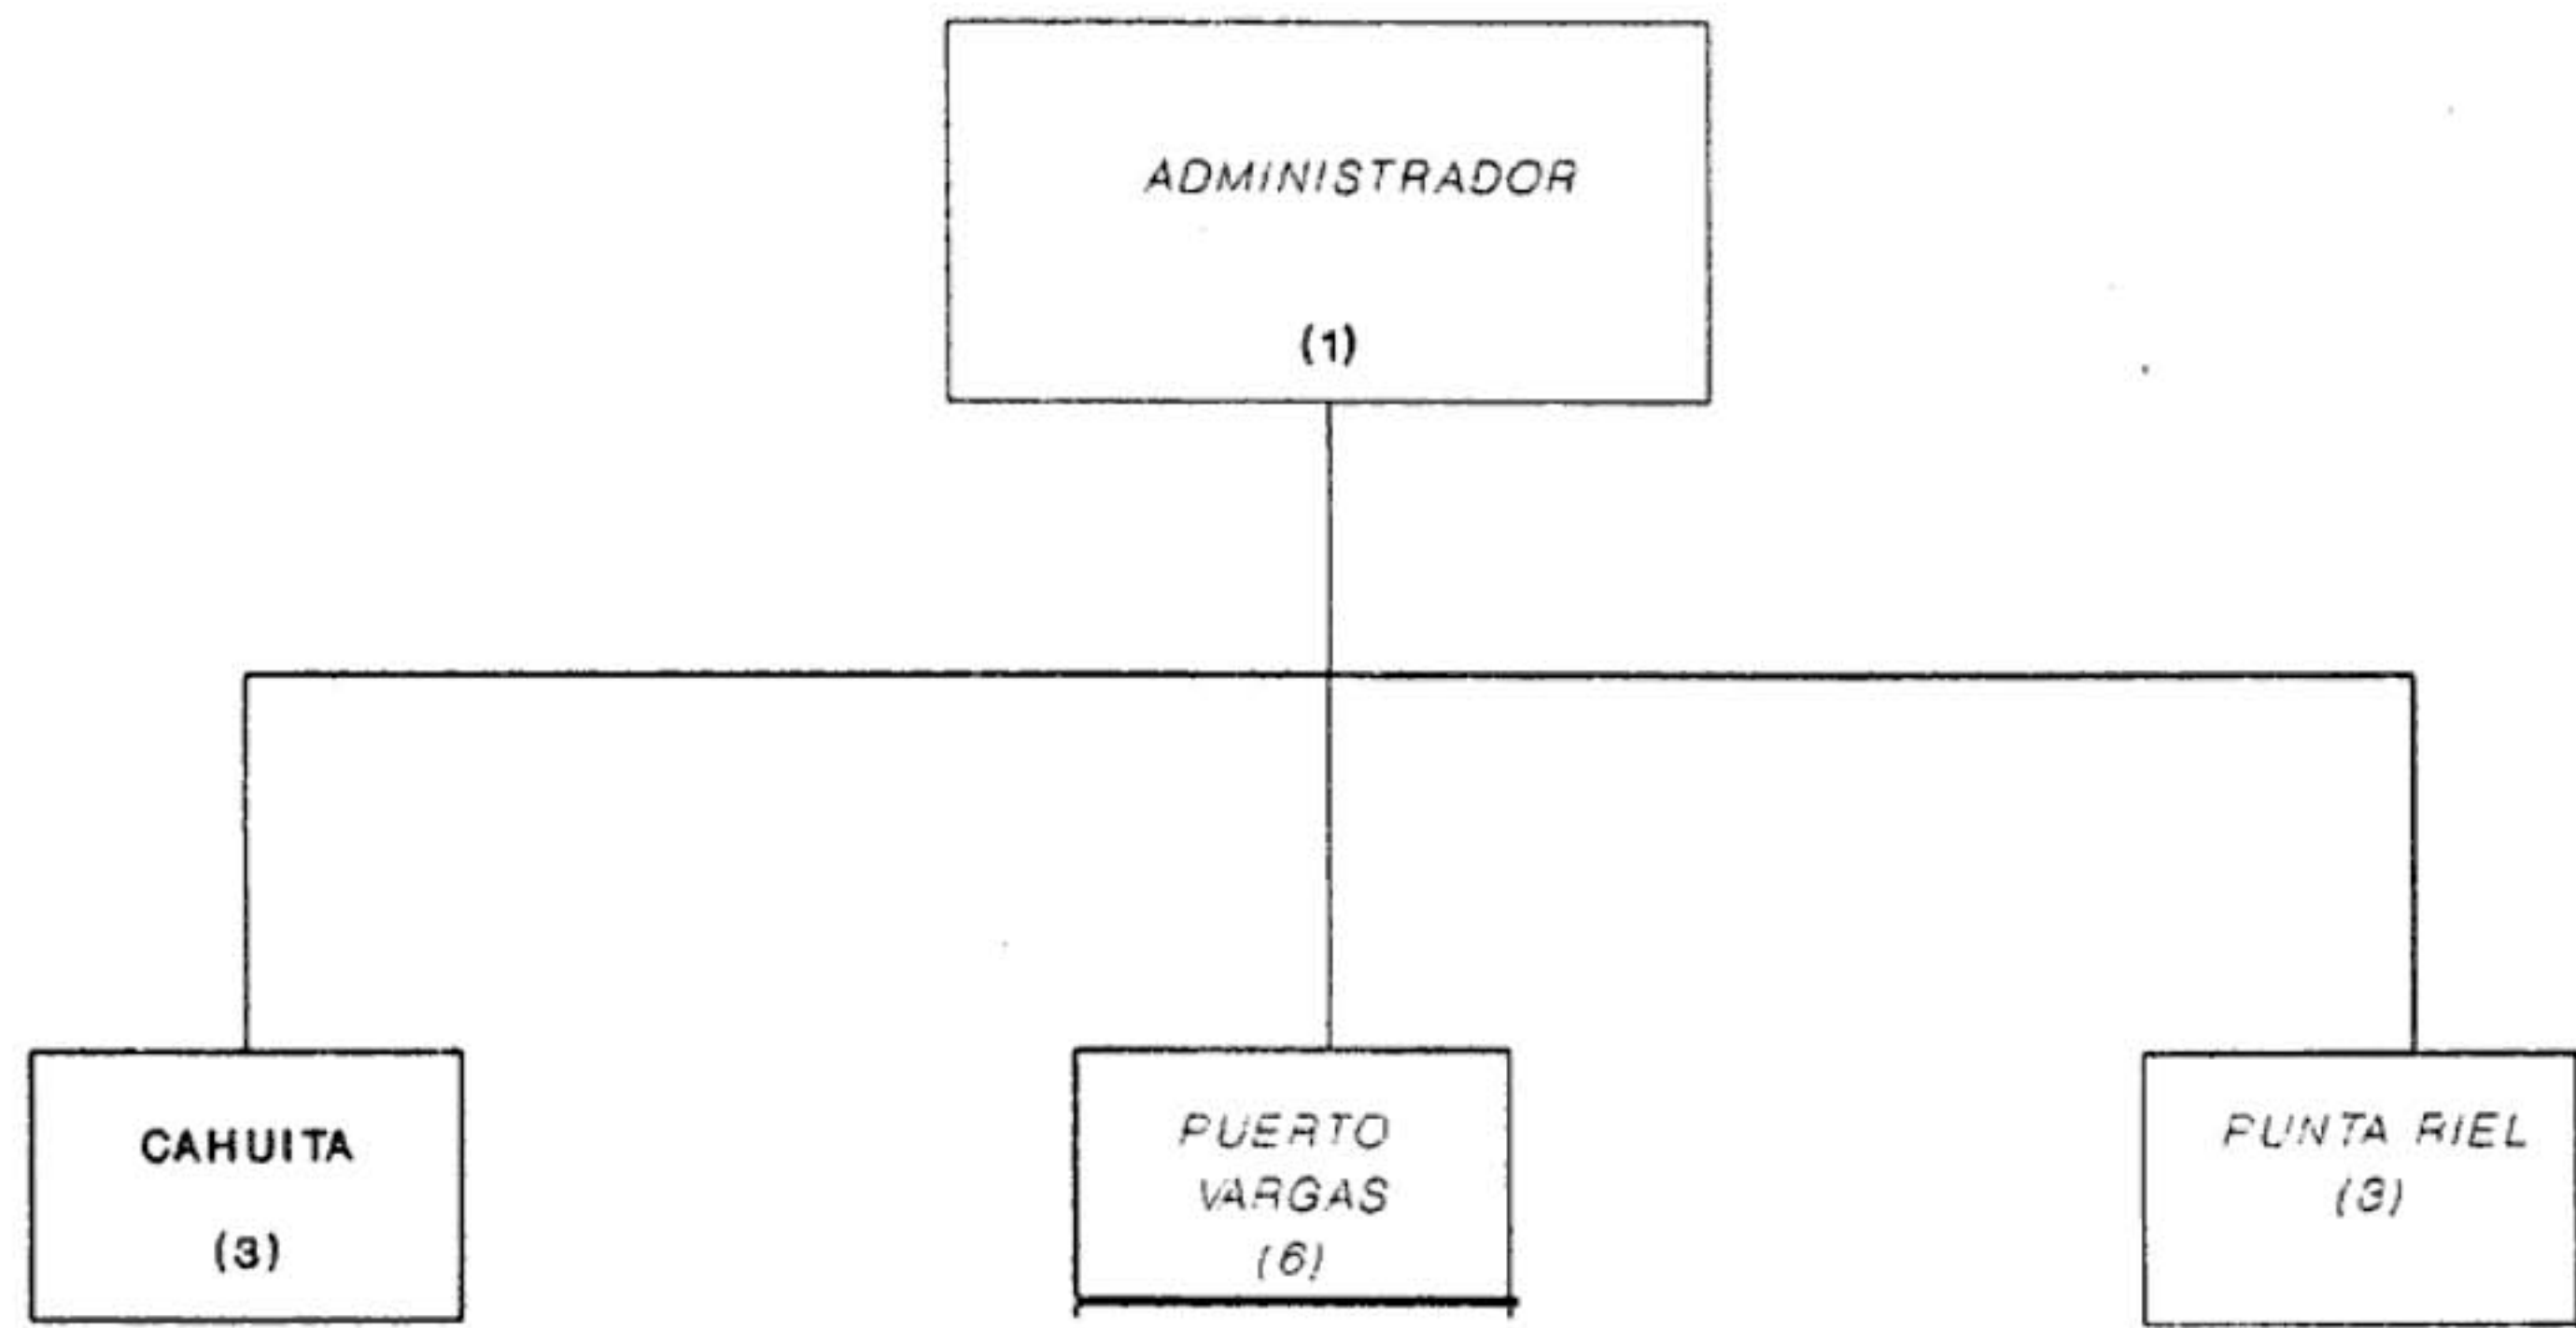 ADMINISTRADOR
(1)
CAHUITA
(3)
PUERTO
VARGAS
(6)
PUNTA RIEL
(3)